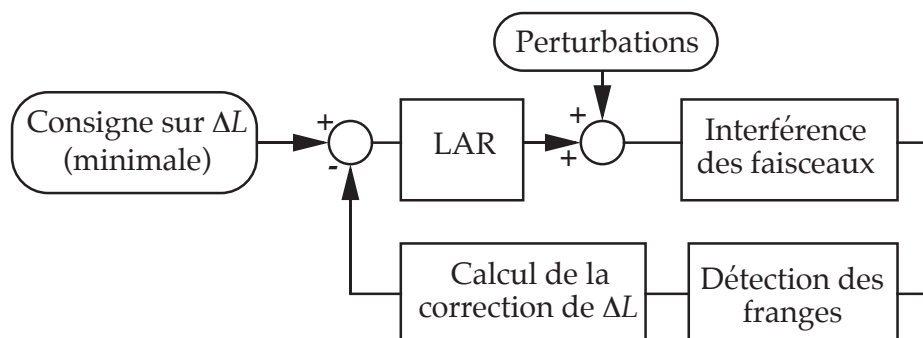 Perturbations
Consigne sur ΔL
(minimale)
+
-
LAR
+
+
Interférence
des faisceaux
Calcul de la
correction de ΔL
Détection des
franges